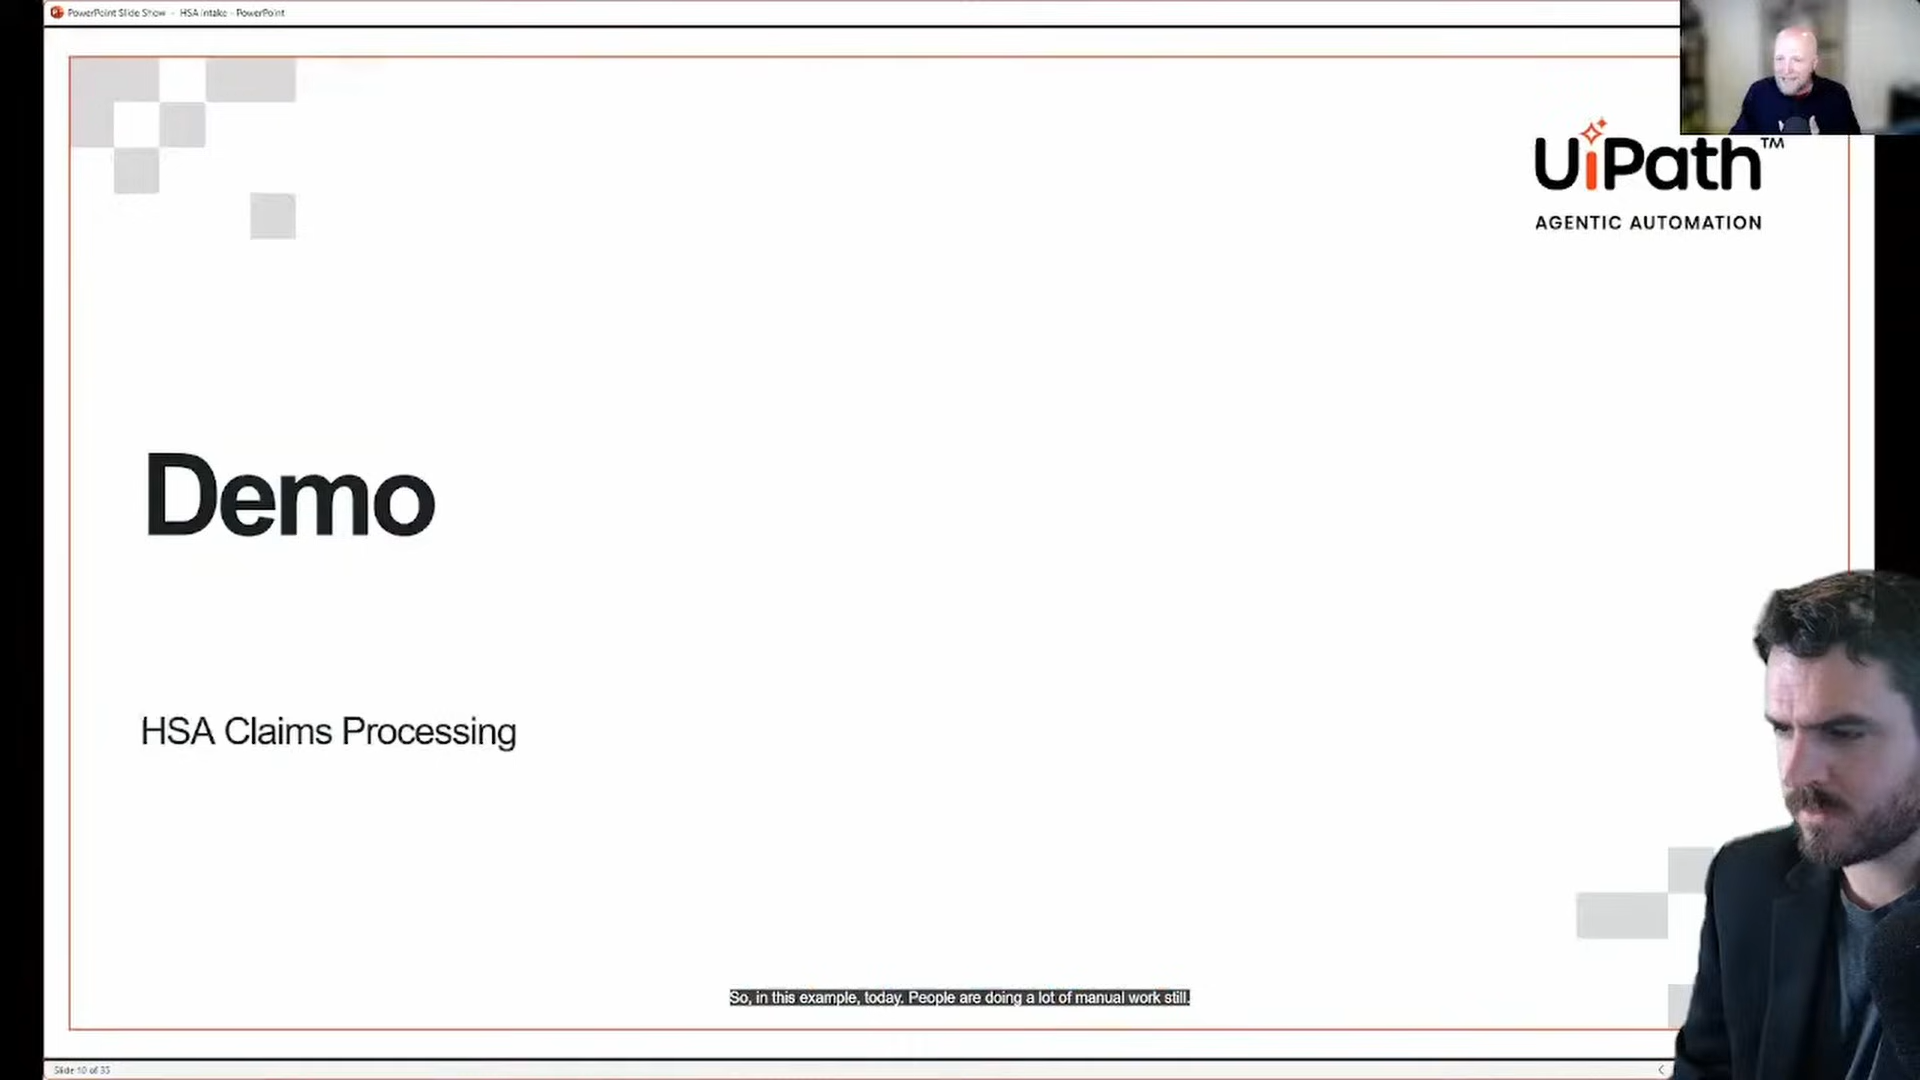 PowerPoint Slide Show - HSA Intake - PowerPoint
UiPath™
AGENTIC AUTOMATION
Demo
HSA Claims Processing
So, in this example, today. People are doing a lot of manual work still.
Slide 10 of 35